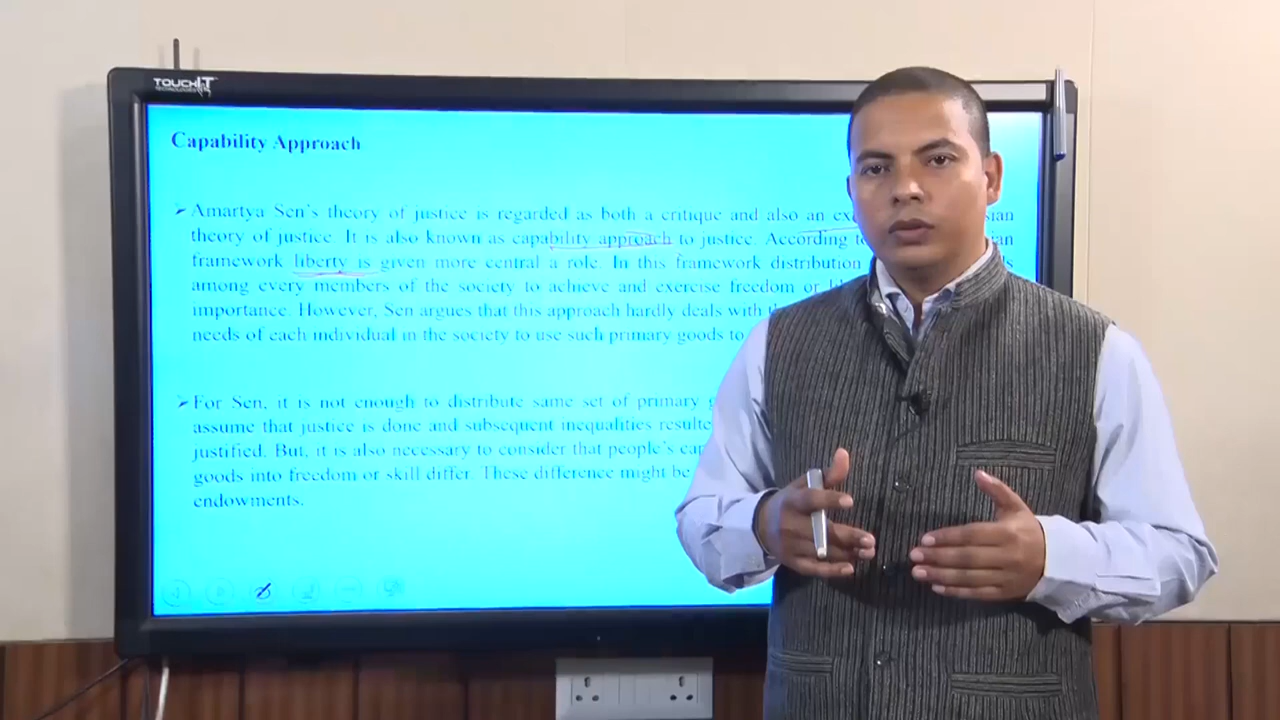 TOUCHIT
TECHNOLOGIES
Capability Approach
➤ Amartya Sen's theory of justice is regarded as both a critique and also an
theory of justice. It is also known as capability approach to justice. According
framework liberty is given more central a role. In this framework distribution
among every members of the society to achieve and exercise freedom or
importance. However, Sen argues that this approach hardly deals with
needs of each individual in the society to use such primary goods to
➤ For Sen, it is not enough to distribute same set of primary
assume that justice is done and subsequent inequalities resulte
justified. But, it is also necessary to consider that people's
goods into freedom or skill differ. These difference might be
endowments.